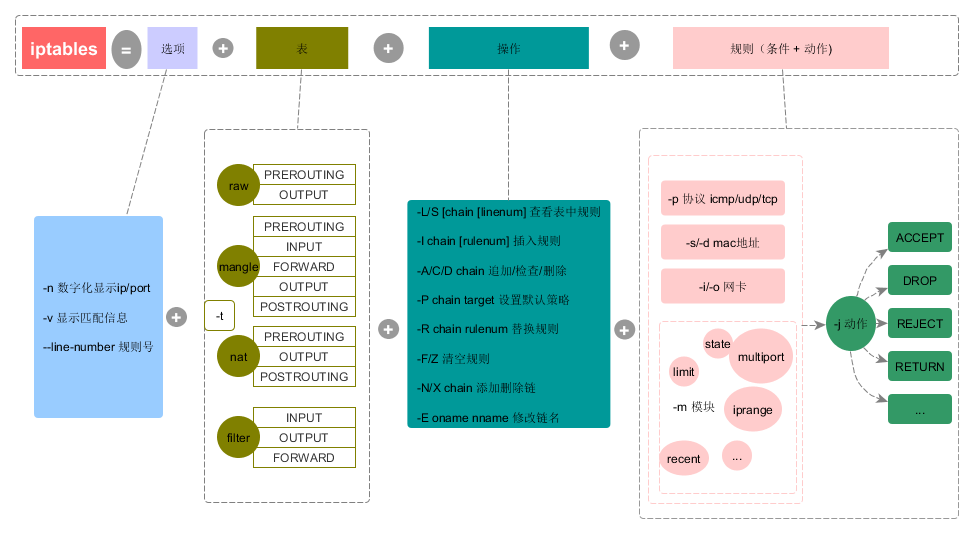 iptables = 选项 + 表 + 操作 + 规则（条件 + 动作)
-n 数字化显示ip/port
-v 显示匹配信息
--line-number 规则号
+
-t
raw
PREROUTING
OUTPUT
mangle
PREROUTING
INPUT
FORWARD
OUTPUT
POSTROUTING
nat
PREROUTING
OUTPUT
POSTROUTING
filter
INPUT
OUTPUT
FORWARD
+
-L/S [chain [linenum] 查看表中规则
-I chain [rulenum] 插入规则
-A/C/D chain 追加/检查/删除
-P chain target 设置默认策略
-R chain rulenum 替换规则
-F/Z 清空规则
-N/X chain 添加删除链
-E oname nname 修改链名
+
-p 协议 icmp/udp/tcp
-s/-d mac地址
-i/-o 网卡
state
multiport
limit
-m 模块
iprange
recent
...
-j 动作
ACCEPT
DROP
REJECT
RETURN
...